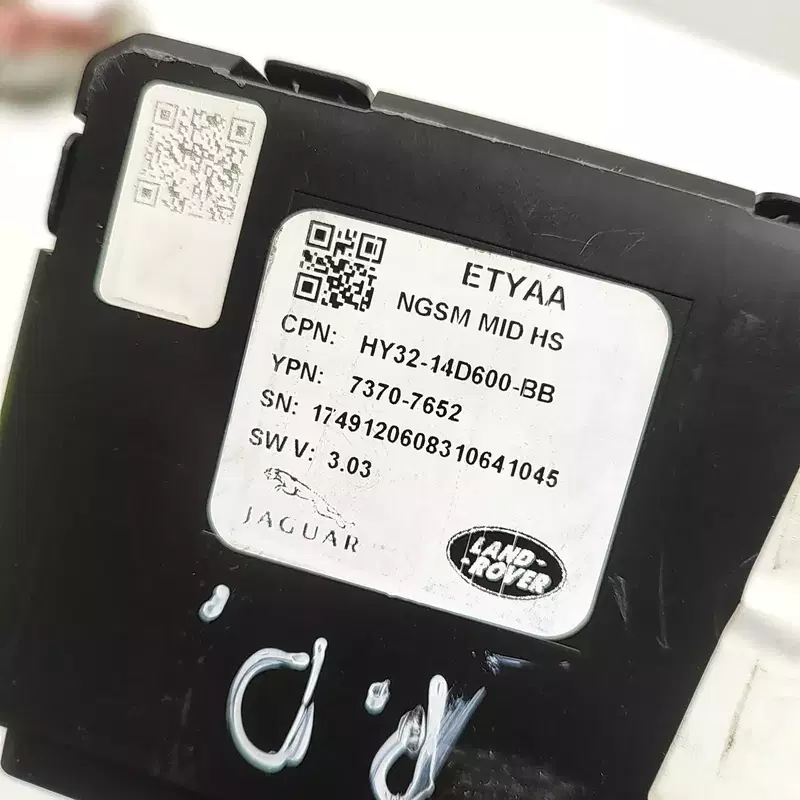 ETYAA
NGSM MID HS
CPN: HY32-14D600-BB
YPN: 7370-7652
SN: 1749120608310641045
SW V: 3.03
JAGUAR
LAND-
-ROVER